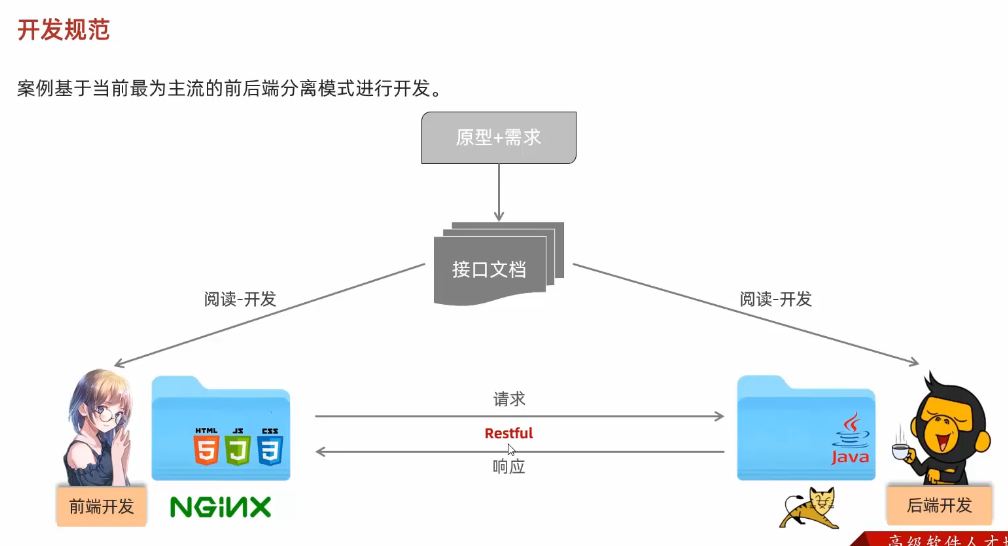 开发规范
案例基于当前最为主流的前后端分离模式进行开发。
原型+需求
接口文档
阅读-开发
阅读-开发
请求
Restful
响应
HTML JS CSS
5 3
Java
前端开发
NGiNX
后端开发
高级软件人才